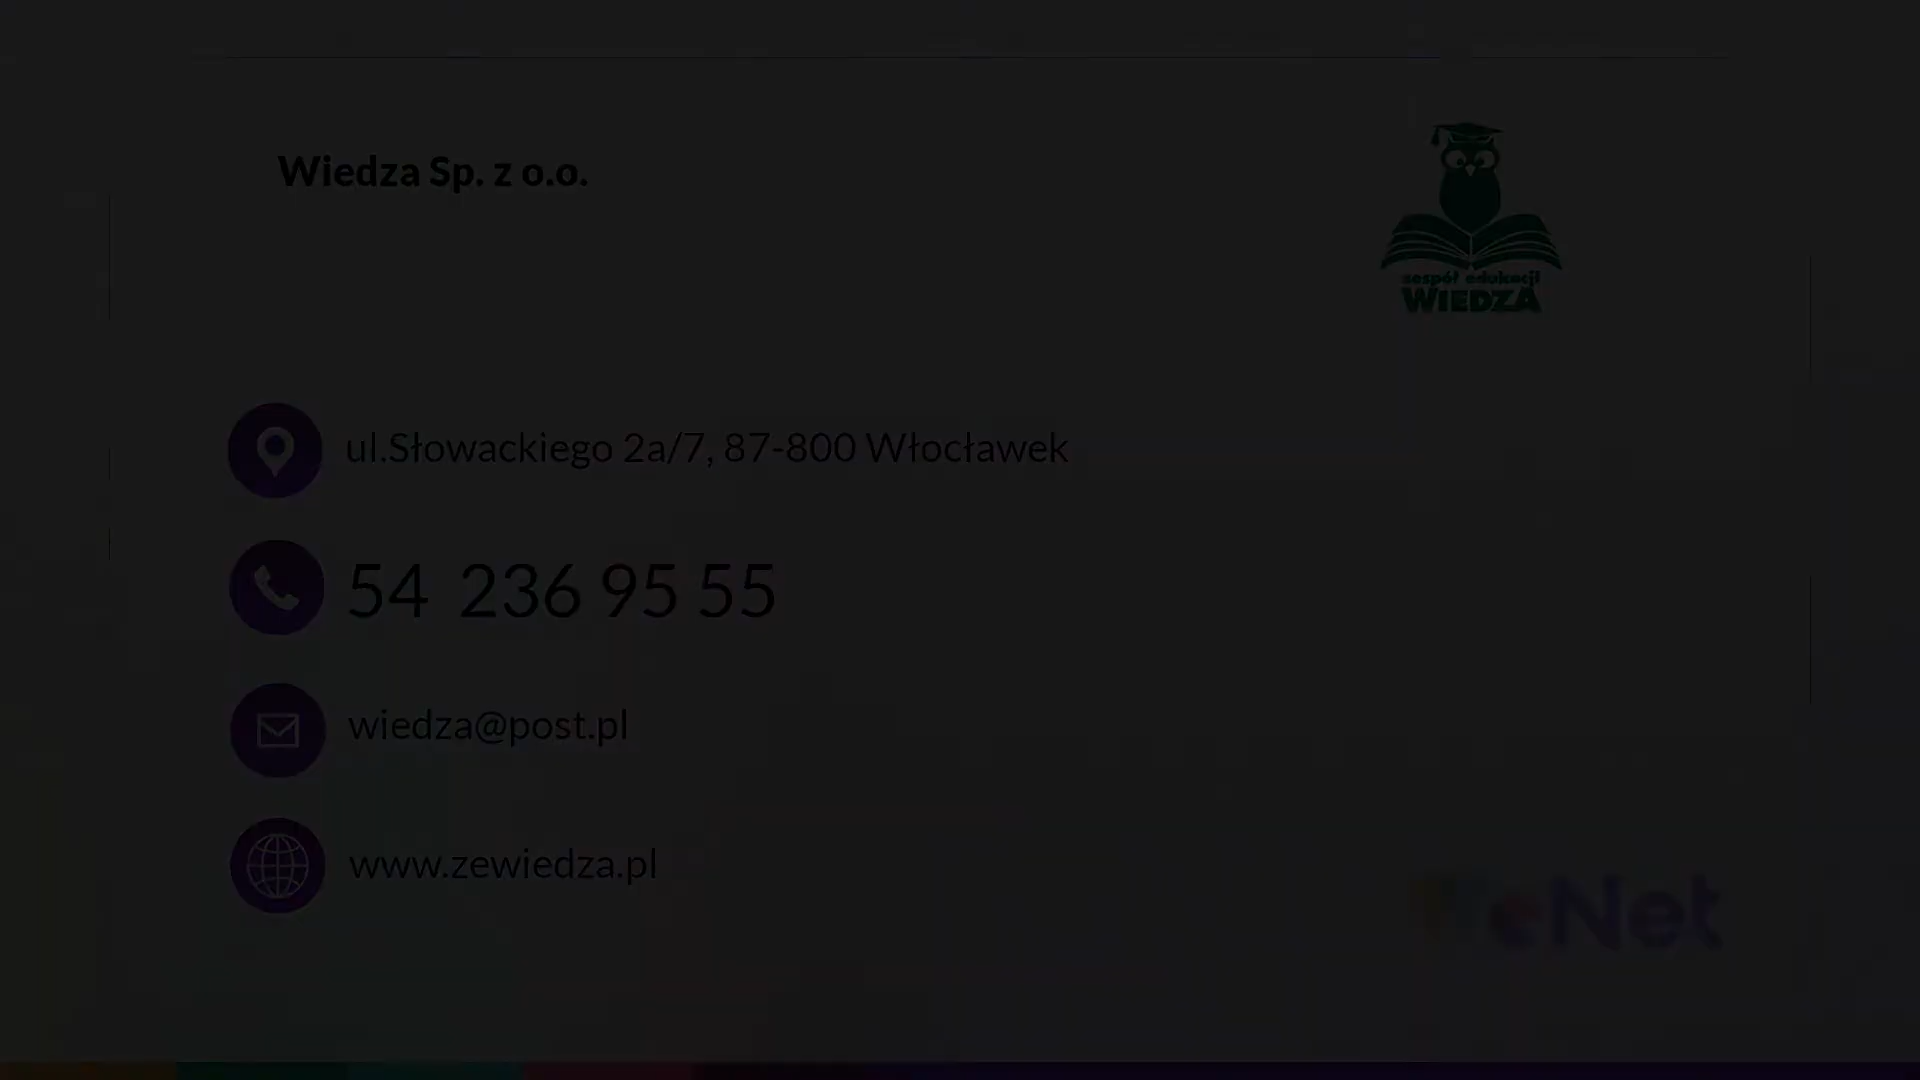 Wiedza Sp. z o.o.
zespół edukacji
WIEDZA
ul.Słowackiego 2a/7, 87-800 Włocławek
54 236 95 55
wiedza@post.pl
www.zewiedza.pl
eNet